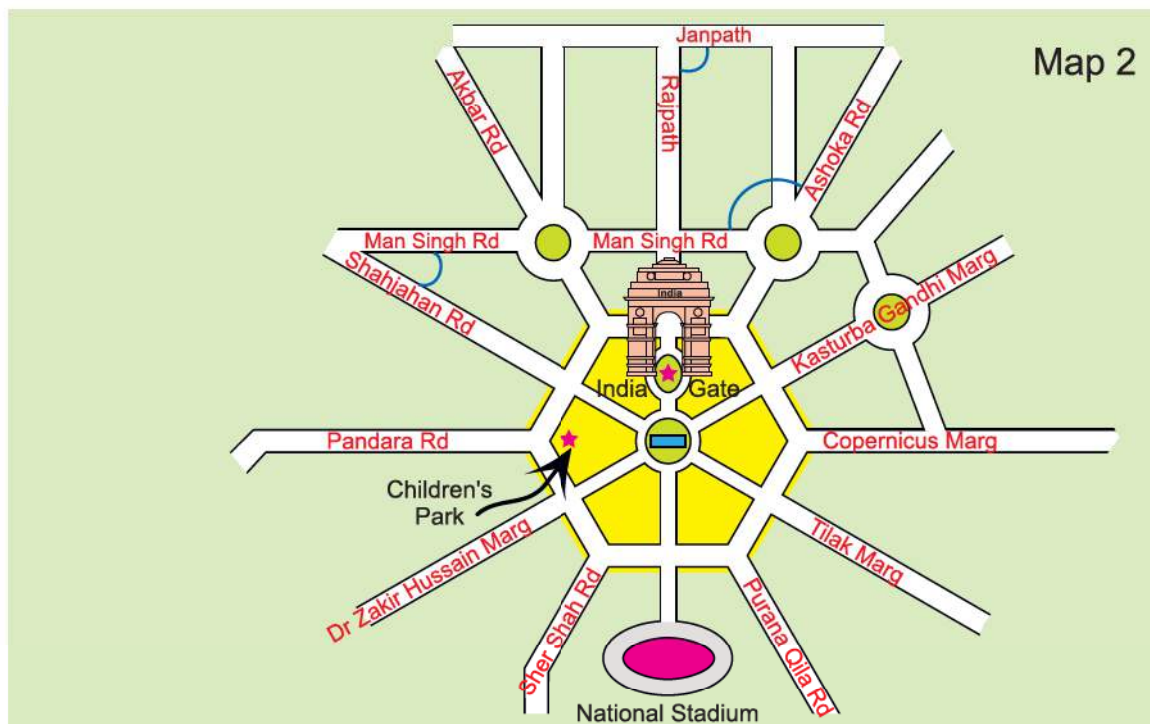 Janpath
Map 2
Akbar Rd
Rajpath
Ashoka Rd
Man Singh Rd
Man Singh Rd
Shahjahan Rd
India
Kasturba Gandhi Marg
India Gate
Pandara Rd
Copernicus Marg
Children's
Park
Dr Zakir Hussain Marg
Tilak Marg
Sher Shah Rd
Purana Qila Rd
National Stadium